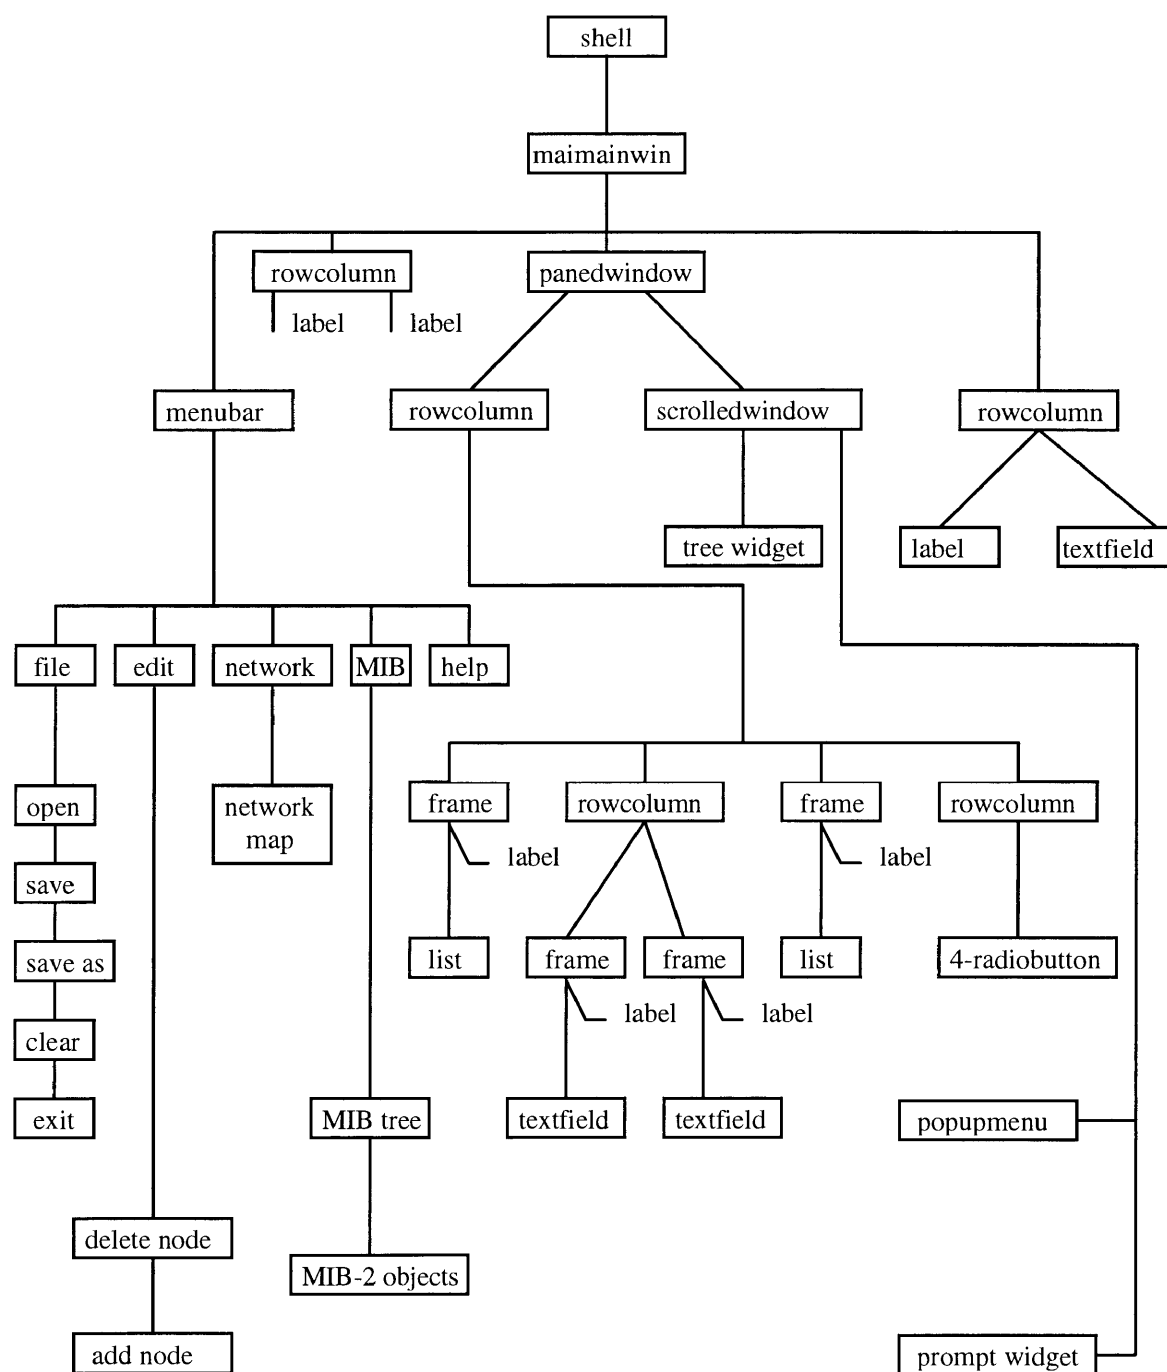 shell
maimainwin
rowcolumn
panedwindow
label
label
menubar
rowcolumn
scrolledwindow
rowcolumn
tree widget
label
textfield
file
edit
network
MIB
help
open
network
map
frame
rowcolumn
frame
rowcolumn
label
label
save
save as
list
frame
frame
list
4-radiobutton
label
label
clear
exit
MIB tree
textfield
textfield
popupmenu
delete node
MIB-2 objects
add node
prompt widget